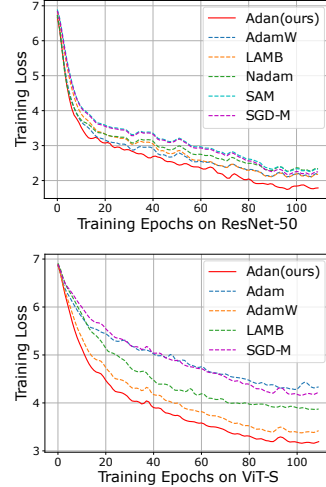 7
6
5
4
3
2
Training Loss
Adan(ours)
AdamW
LAMB
Nadam
SAM
SGD-M
0 20 40 60 80 100
Training Epochs on ResNet-50
7
6
5
4
3
Training Loss
Adan(ours)
Adam
AdamW
LAMB
SGD-M
0 20 40 60 80 100
Training Epochs on ViT-S